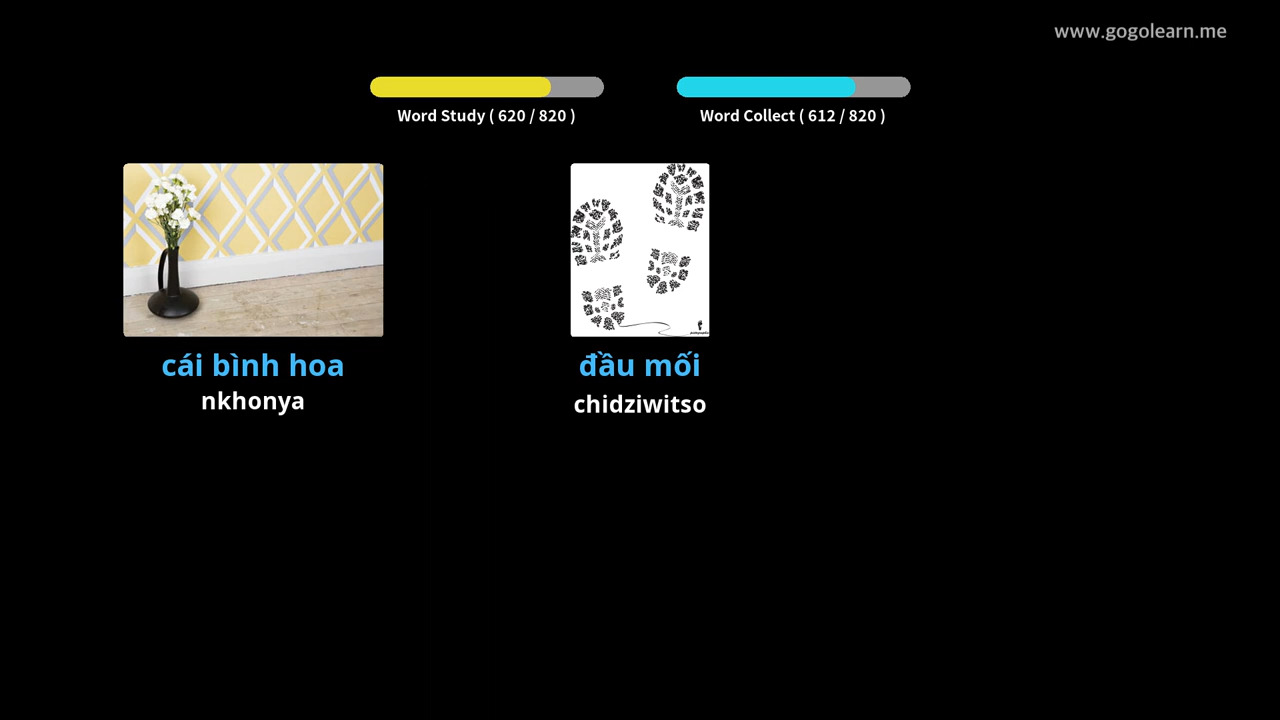 www.gogolearn.me
Word Study ( 620 / 820 )
Word Collect ( 612 / 820 )
cái bình hoa
nkhonya
đầu mối
chidziwitso